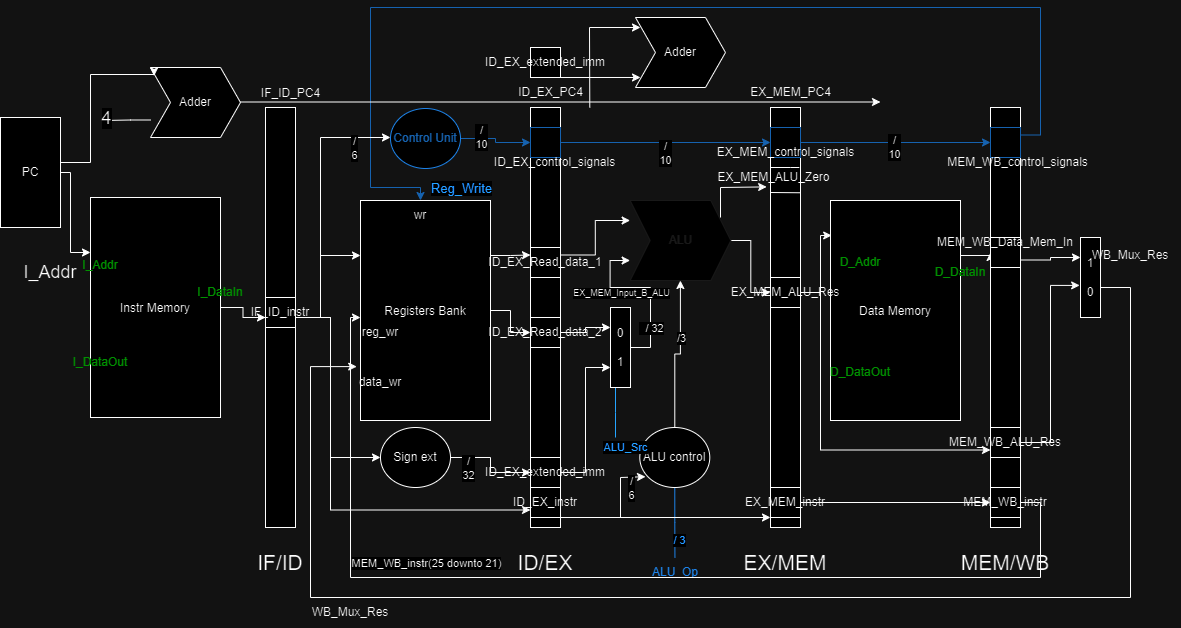 Adder
ID_EX_extended_imm
Adder
IF_ID_PC4
ID_EX_PC4
EX_MEM_PC4
4
/
6
Control Unit
/
10
/
10
/
10
PC
ID_EX_control_signals
EX_MEM_control_signals
MEM_WB_control_signals
EX_MEM_ALU_Zero
Reg_Write
wr
ALU
I_Addr
I_Addr
ID_EX_Read_data_1
D_Addr
MEM_WB_Data_Mem_In
D_DataIn
WB_Mux_Res
1
0
I_DataIn
EX_MEM_Input_B_ALU
EX_MEM_ALU_Res
Instr Memory
IF_ID_instr
Registers Bank
Data Memory
reg_wr
ID_EX_Read_data_2
0
1
/ 32
/3
I_DataOut
D_DataOut
data_wr
Sign ext
/
32
ALU_Src
ALU control
MEM_WB_ALU_Res
ID_EX_extended_imm
/
6
ID_EX_instr
EX_MEM_instr
MEM_WB_instr
/ 3
IF/ID
MEM_WB_instr(25 downto 21)
ID/EX
ALU_Op
EX/MEM
MEM/WB
WB_Mux_Res